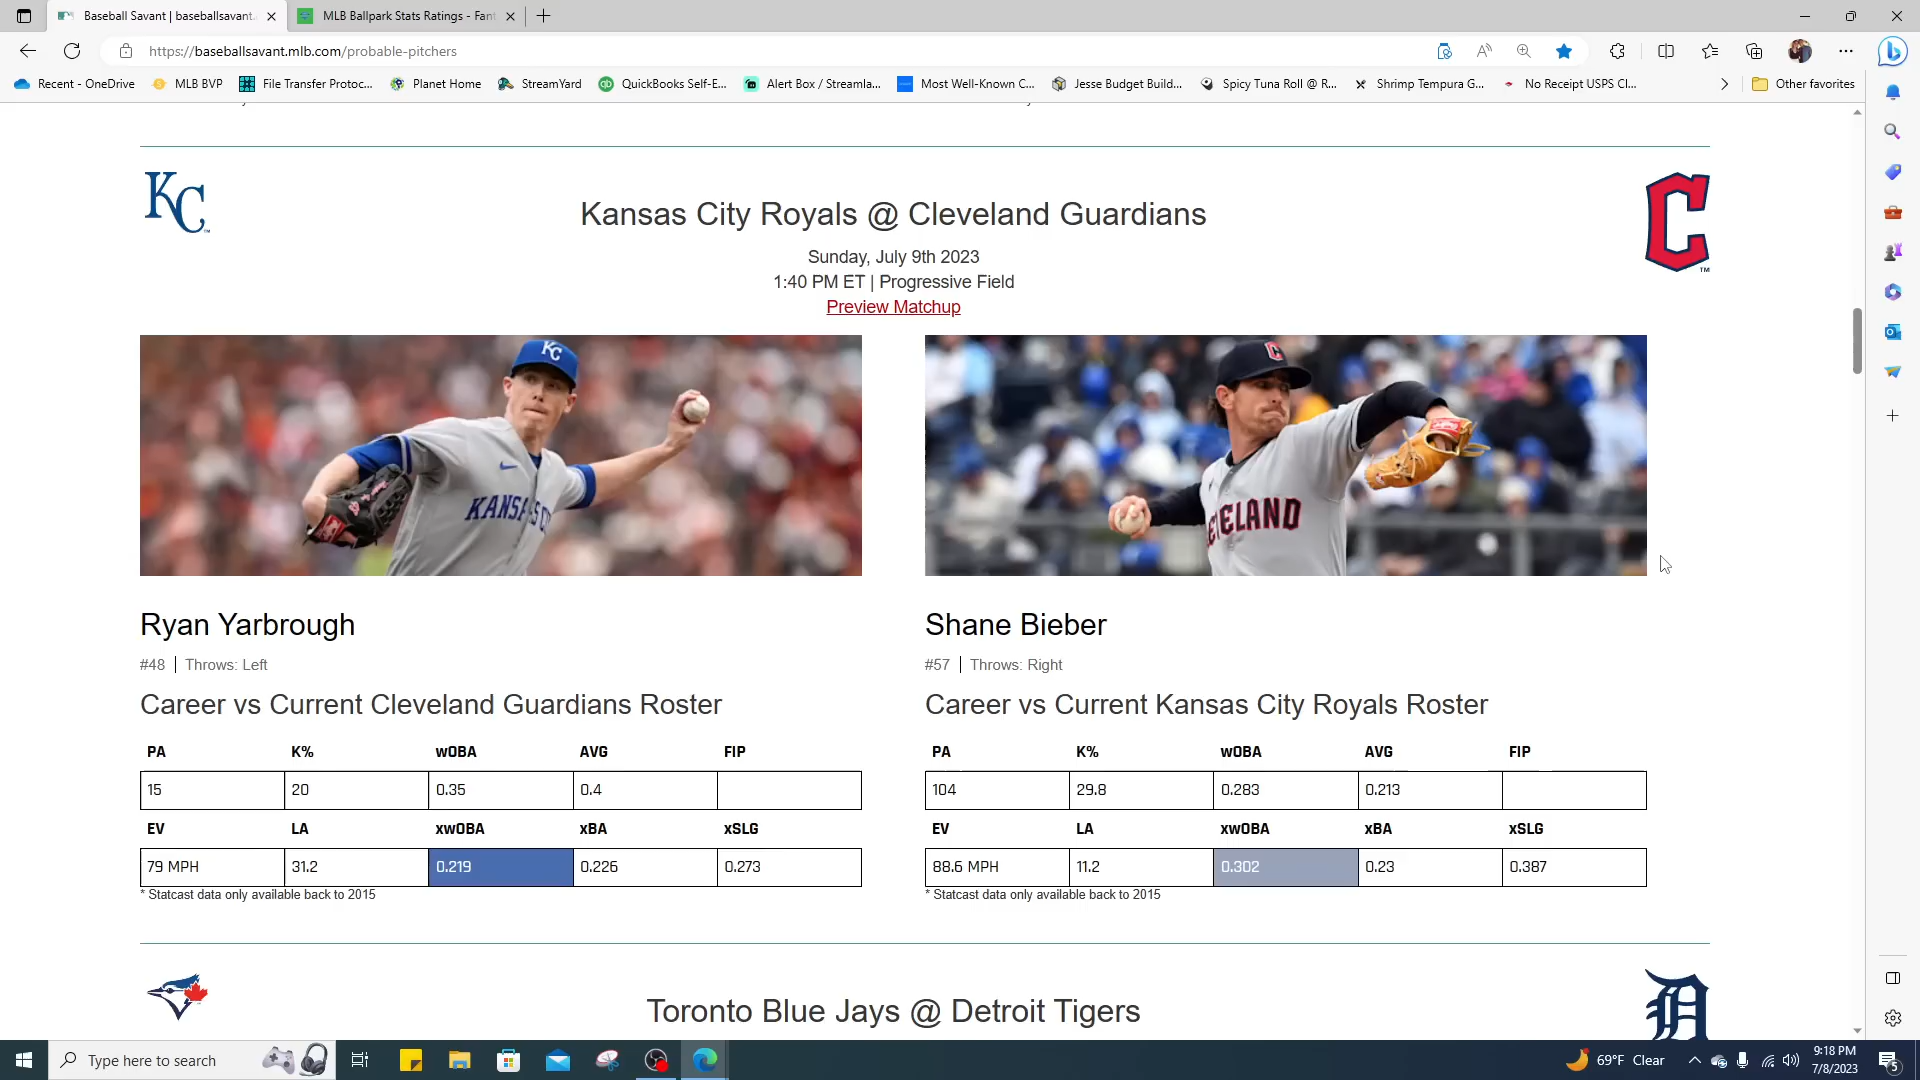 Baseball Savant | baseballsavant.
MLB Ballpark Stats Ratings - Fant
https://baseballsavant.mlb.com/probable-pitchers
Recent - OneDrive
MLB BVP
File Transfer Protoc...
Planet Home
StreamYard
QuickBooks Self-E...
Alert Box / Streamla...
Most Well-Known C...
Jesse Budget Build...
Spicy Tuna Roll @ R...
Shrimp Tempura G...
No Receipt USPS Cl...
Other favorites
KC
C
Kansas City Royals @ Cleveland Guardians
Sunday, July 9th 2023
1:40 PM ET | Progressive Field
Preview Matchup
KC
KANSAS C
C
CLEVELAND
Ryan Yarbrough
#48 | Throws: Left
Career vs Current Cleveland Guardians Roster
PA K% wOBA AVG FIP
15 20 0.35 0.4
EV LA xwOBA xBA xSLG
79 MPH 31.2 0.219 0.226 0.273
* Statcast data only available back to 2015
Shane Bieber
#57 | Throws: Right
Career vs Current Kansas City Royals Roster
PA K% wOBA AVG FIP
104 29.8 0.283 0.213
EV LA xwOBA xBA xSLG
88.6 MPH 11.2 0.302 0.23 0.387
* Statcast data only available back to 2015
Toronto Blue Jays @ Detroit Tigers
D
Type here to search
69°F Clear
9:18 PM
7/8/2023
5